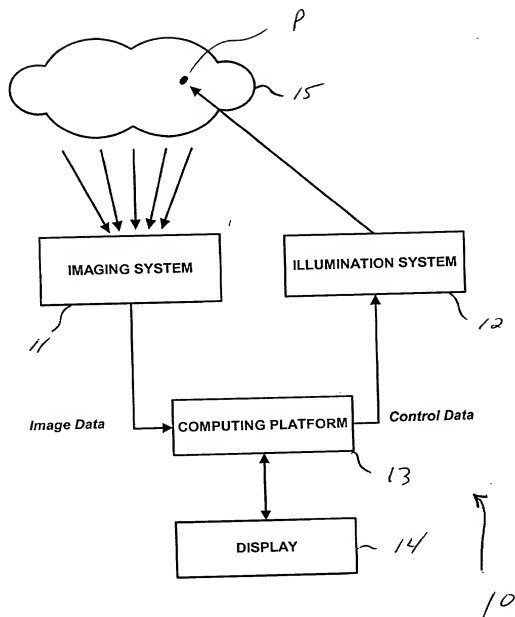 P
15
IMAGING SYSTEM
ILLUMINATION SYSTEM
11
12
Image Data
COMPUTING PLATFORM
Control Data
13
DISPLAY
14
10